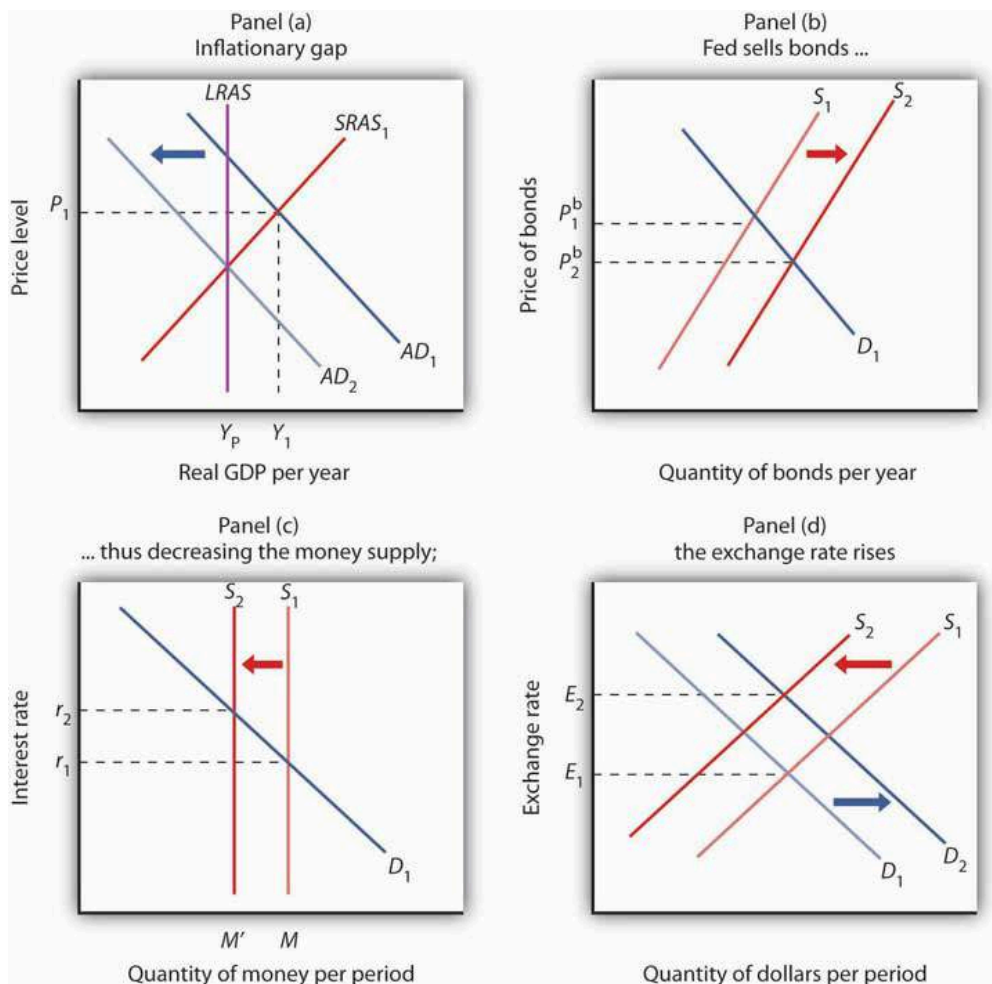 Panel (a)
Inflationary gap
LRAS
SRAS₁
P₁
Price level
AD₁
AD₂
Yₚ Y₁
Real GDP per year
Panel (b)
Fed sells bonds ...
S₁
S₂
P₁ᵇ
P₂ᵇ
Price of bonds
D₁
Quantity of bonds per year
Panel (c)
... thus decreasing the money supply;
S₂ S₁
r₂
r₁
Interest rate
D₁
M′ M
Quantity of money per period
Panel (d)
the exchange rate rises
S₂ S₁
E₂
E₁
Exchange rate
D₂
D₁
Quantity of dollars per period